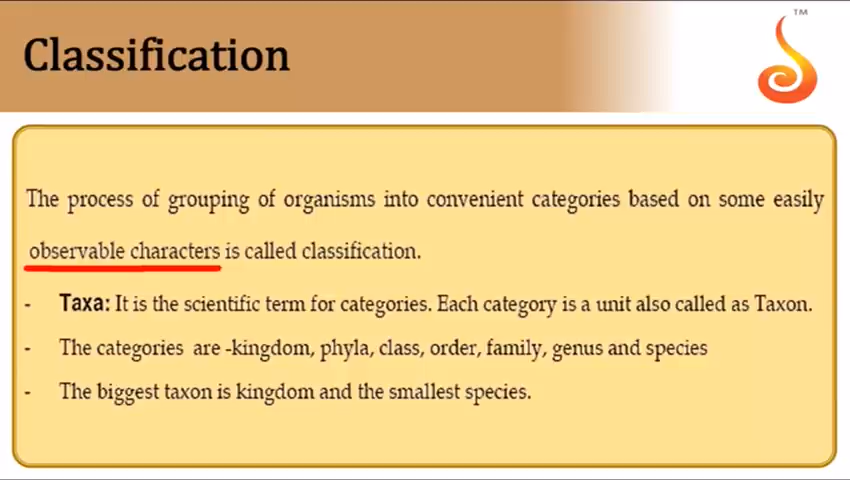 TM
Classification
The process of grouping of organisms into convenient categories based on some easily
observable characters is called classification.
- Taxa: It is the scientific term for categories. Each category is a unit also called as Taxon.
- The categories are -kingdom, phyla, class, order, family, genus and species
- The biggest taxon is kingdom and the smallest species.